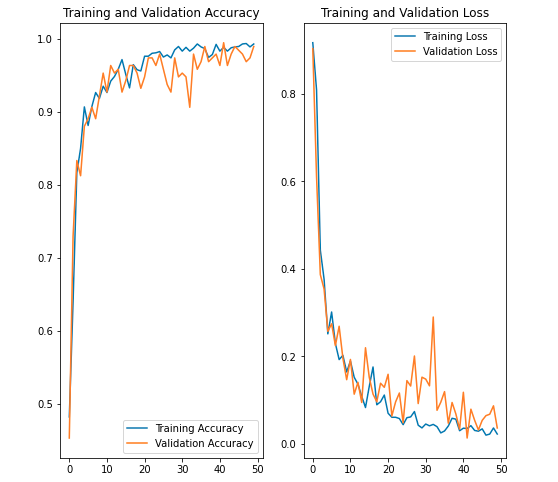 Training and Validation Accuracy
1.0
0.9
0.8
0.7
0.6
0.5
0 10 20 30 40 50
Training Accuracy
Validation Accuracy
Training and Validation Loss
Training Loss
Validation Loss
0.8
0.6
0.4
0.2
0.0
0 10 20 30 40 50